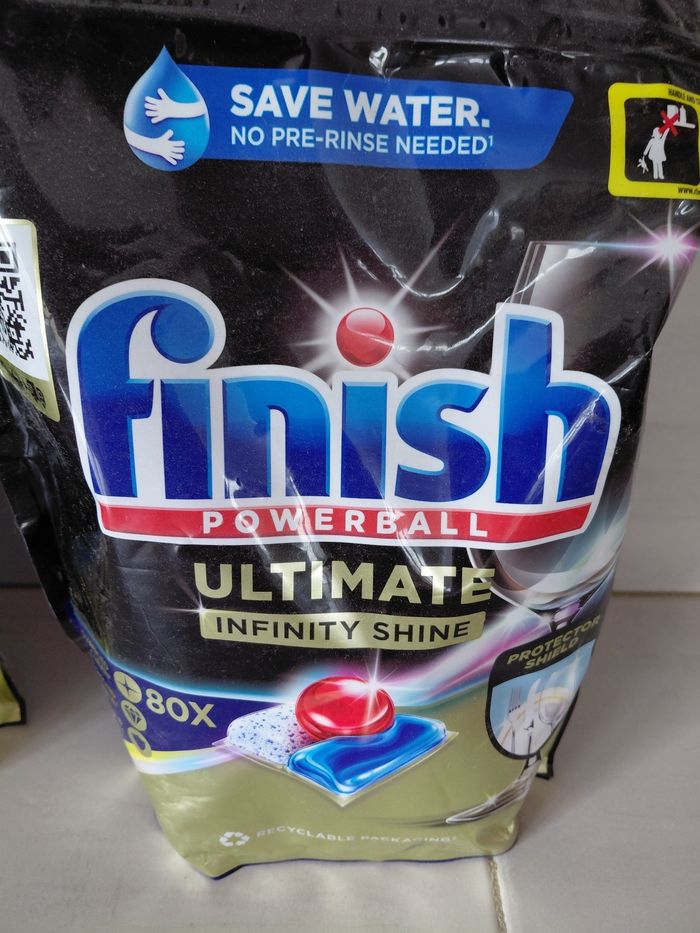 SAVE WATER.
NO PRE-RINSE NEEDED¹
finish
POWERBALL
ULTIMATE
INFINITY SHINE
PROTECTOR
SHIELD
80X
RECYCLABLE PACKAGING